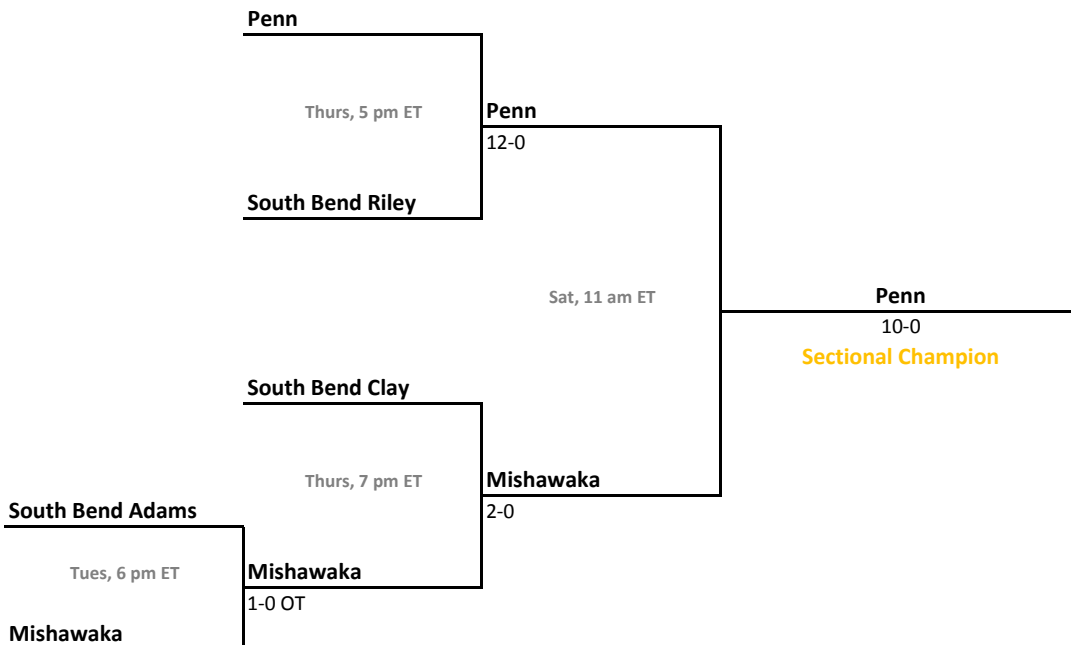 Penn
Thurs, 5 pm ET
Penn
12-0
South Bend Riley
Sat, 11 am ET
Penn
10-0
Sectional Champion
South Bend Clay
Thurs, 7 pm ET
Mishawaka
2-0
South Bend Adams
Tues, 6 pm ET
Mishawaka
1-0 OT
Mishawaka